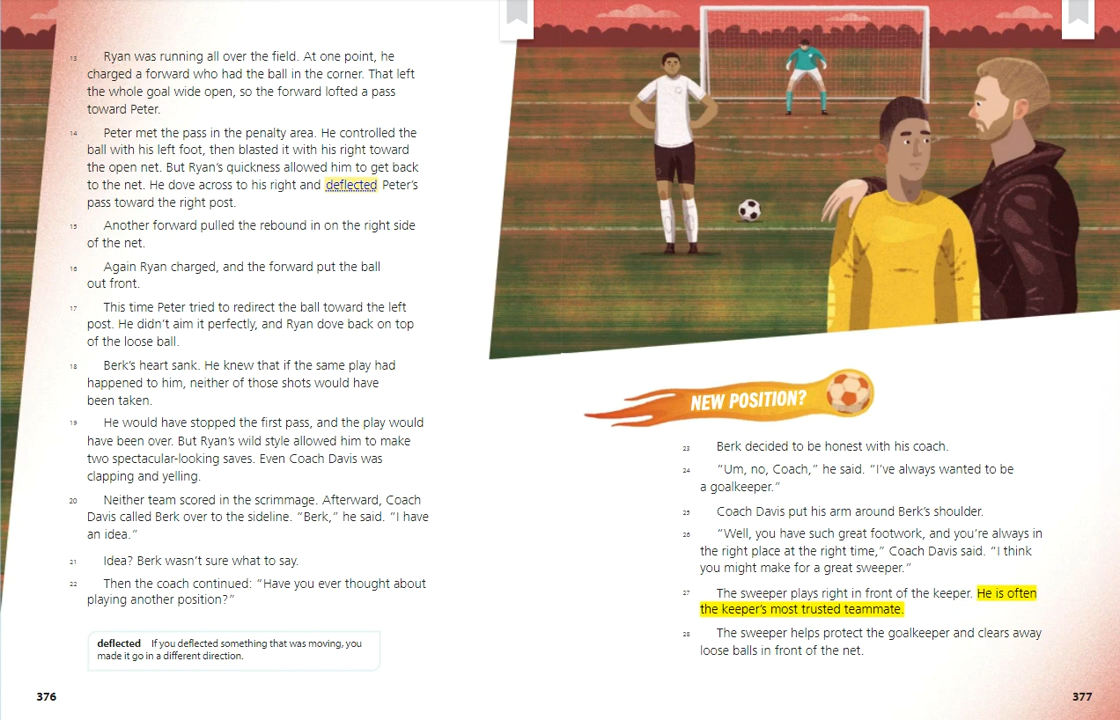 13 Ryan was running all over the field. At one point, he
charged a forward who had the ball in the corner. That left
the whole goal wide open, so the forward lofted a pass
toward Peter.
14 Peter met the pass in the penalty area. He controlled the
ball with his left foot, then blasted it with his right toward
the open net. But Ryan's quickness allowed him to get back
to the net. He dove across to his right and deflected Peter's
pass toward the right post.
15 Another forward pulled the rebound in on the right side
of the net.
16 Again Ryan charged, and the forward put the ball
out front.
17 This time Peter tried to redirect the ball toward the left
post. He didn't aim it perfectly, and Ryan dove back on top
of the loose ball.
18 Berk's heart sank. He knew that if the same play had
happened to him, neither of those shots would have
been taken.
19 He would have stopped the first pass, and the play would
have been over. But Ryan's wild style allowed him to make
two spectacular-looking saves. Even Coach Davis was
clapping and yelling.
20 Neither team scored in the scrimmage. Afterward, Coach
Davis called Berk over to the sideline. "Berk," he said. "I have
an idea."
21 Idea? Berk wasn't sure what to say.
22 Then the coach continued: "Have you ever thought about
playing another position?"
deflected If you deflected something that was moving, you
made it go in a different direction.
376
NEW POSITION?
23 Berk decided to be honest with his coach.
24 "Um, no, Coach," he said. "I've always wanted to be
a goalkeeper."
25 Coach Davis put his arm around Berk's shoulder.
26 "Well, you have such great footwork, and you're always in
the right place at the right time," Coach Davis said. "I think
you might make for a great sweeper."
27 The sweeper plays right in front of the keeper. He is often
the keeper's most trusted teammate.
28 The sweeper helps protect the goalkeeper and clears away
loose balls in front of the net.
377